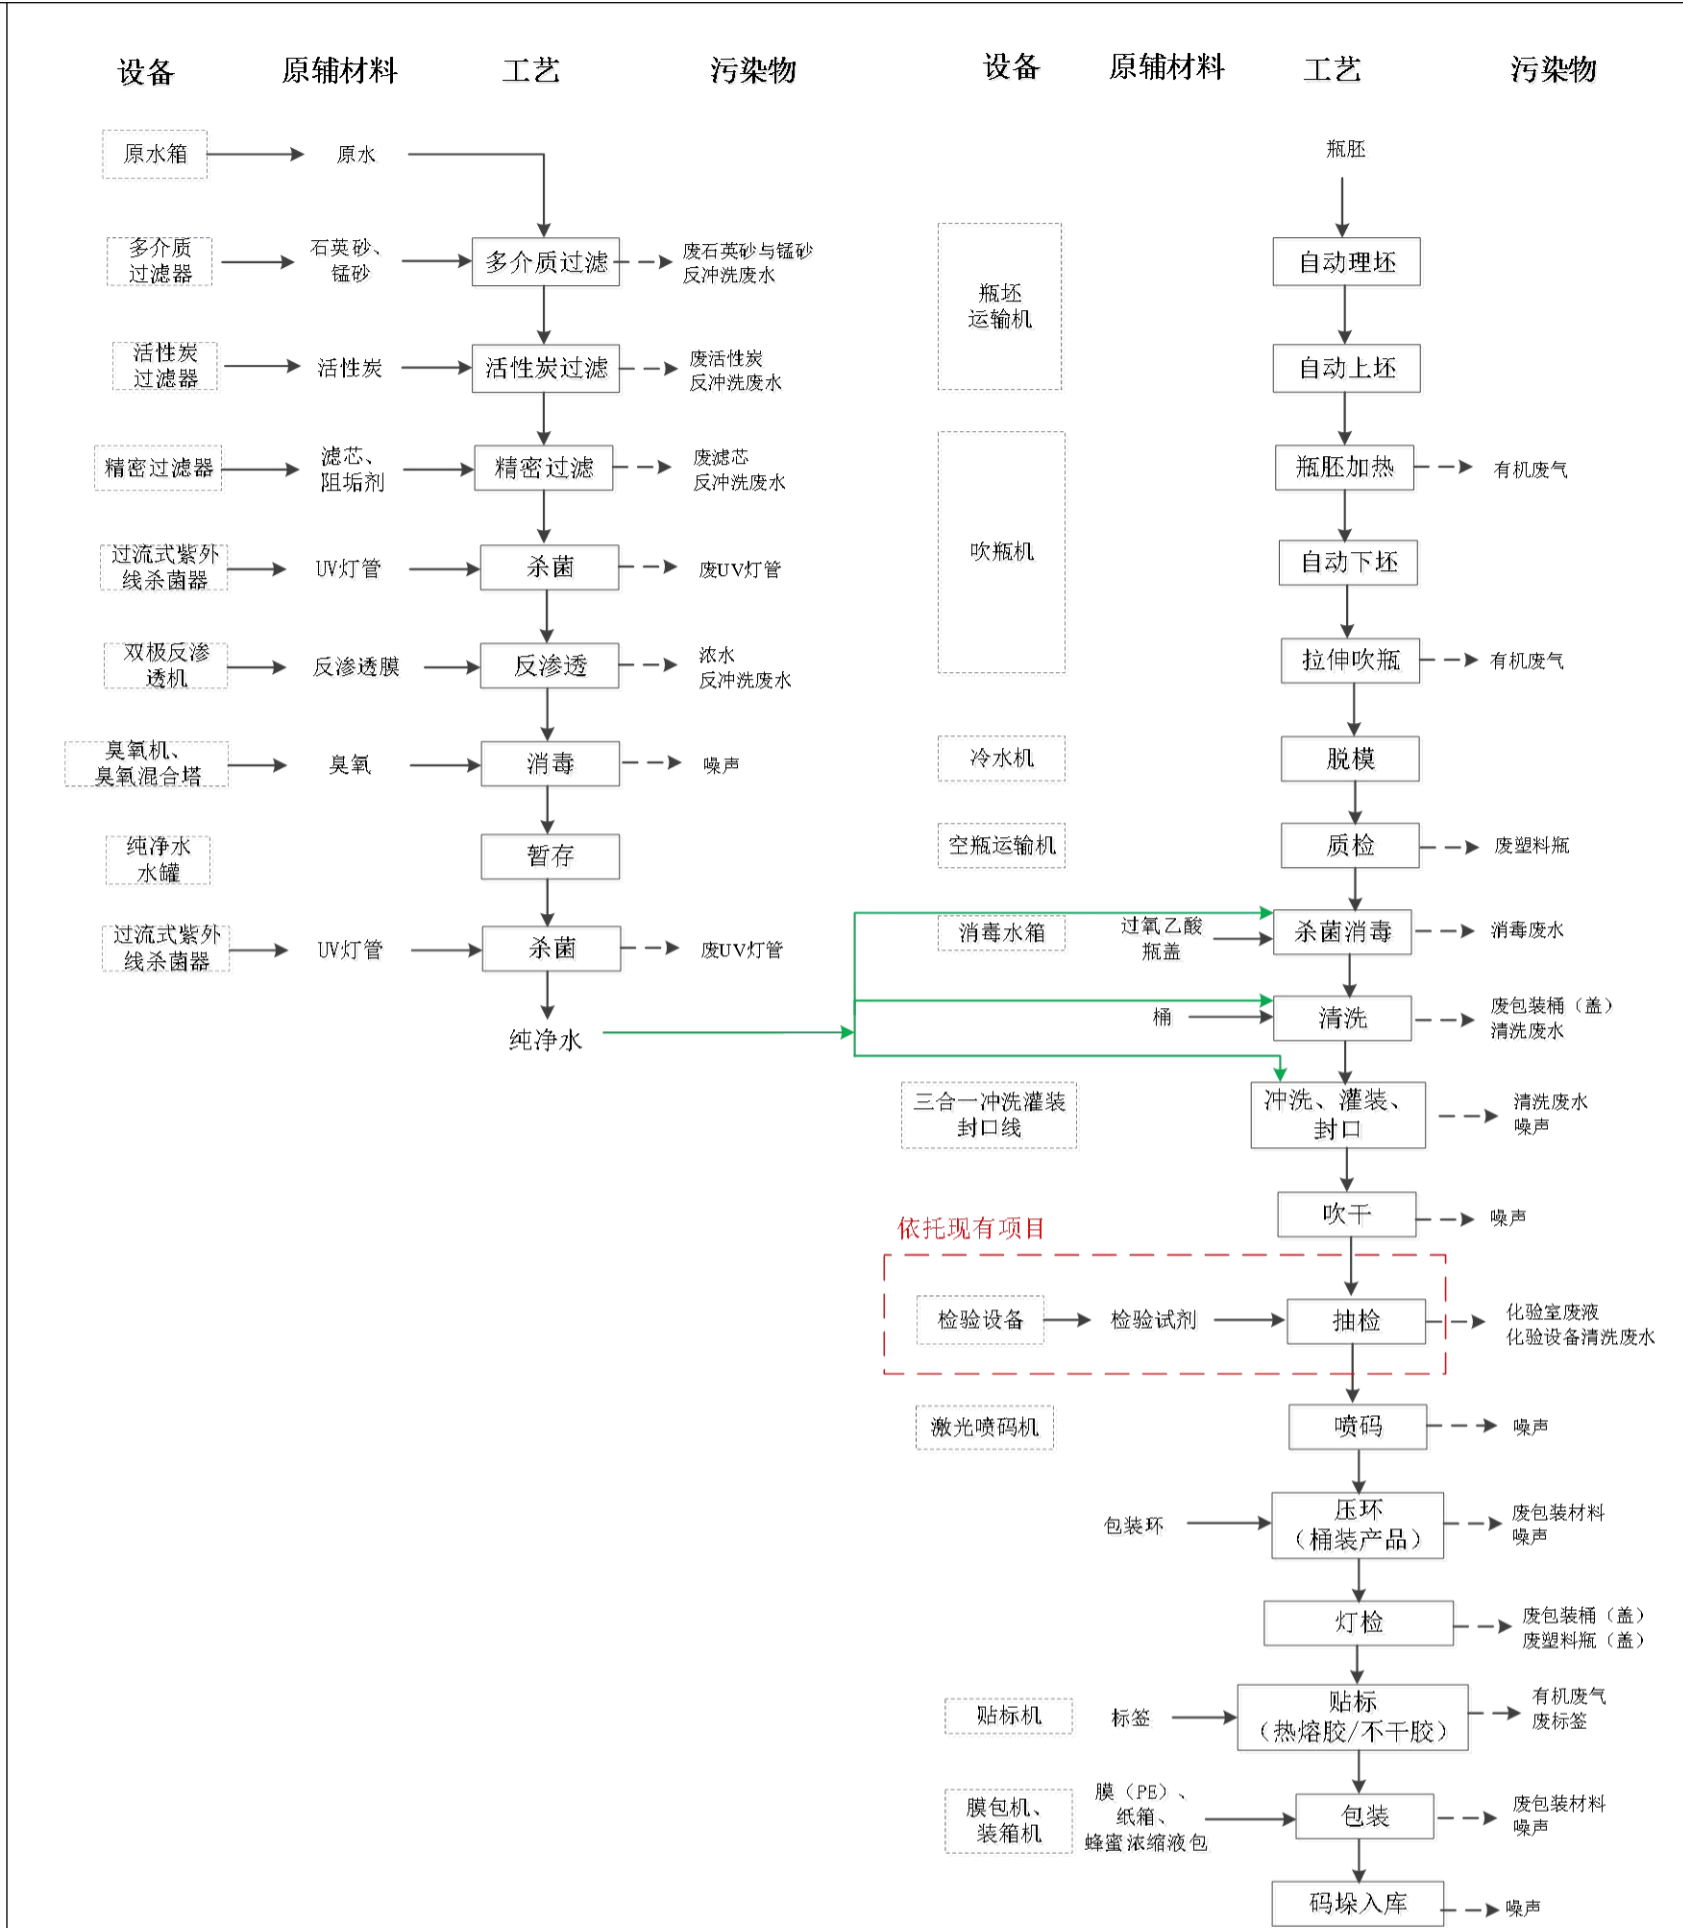 设备 原辅材料 工艺 污染物
原水箱 原水
多介质
过滤器
石英砂、
锰砂
多介质过滤
废石英砂与锰砂
反冲洗废水
活性炭
过滤器
活性炭
活性炭过滤
废活性炭
反冲洗废水
精密过滤器
滤芯、
阻垢剂
精密过滤
废滤芯
反冲洗废水
过流式紫外
线杀菌器
UV灯管
杀菌
废UV灯管
双极反渗
透机
反渗透膜
反渗透
浓水
反冲洗废水
臭氧机、
臭氧混合塔
臭氧
消毒
噪声
纯净水
水罐
暂存
过流式紫外
线杀菌器
UV灯管
杀菌
废UV灯管
纯净水
设备 原辅材料 工艺 污染物
瓶胚
瓶坯
运输机
自动理坯
自动上坯
吹瓶机
瓶胚加热
有机废气
自动下坯
拉伸吹瓶
有机废气
冷水机
脱模
空瓶运输机
质检
废塑料瓶
消毒水箱
过氧乙酸
瓶盖
杀菌消毒
消毒废水
桶
清洗
废包装桶（盖）
清洗废水
三合一冲洗灌装
封口线
冲洗、灌装、
封口
清洗废水
噪声
吹干
噪声
依托现有项目
检验设备
检验试剂
抽检
化验室废液
化验设备清洗废水
激光喷码机
喷码
噪声
包装环
压环
（桶装产品）
废包装材料
噪声
灯检
废包装桶（盖）
废塑料瓶（盖）
贴标机
标签
贴标
（热熔胶/不干胶）
有机废气
废标签
膜包机、
装箱机
膜（PE）、
纸箱、
蜂蜜浓缩液包
包装
废包装材料
噪声
码垛入库
噪声